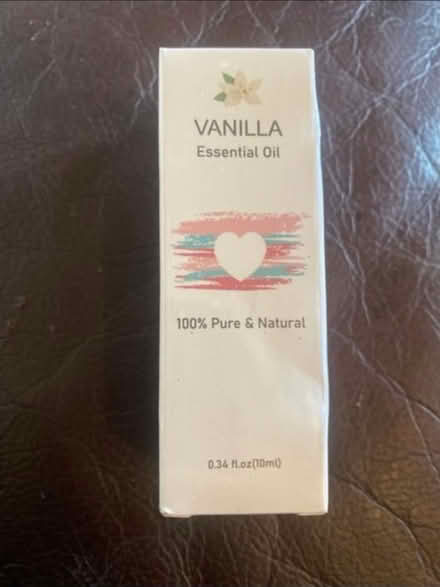 VANILLA
Essential Oil
100% Pure & Natural
0.34 fl.oz(10ml)